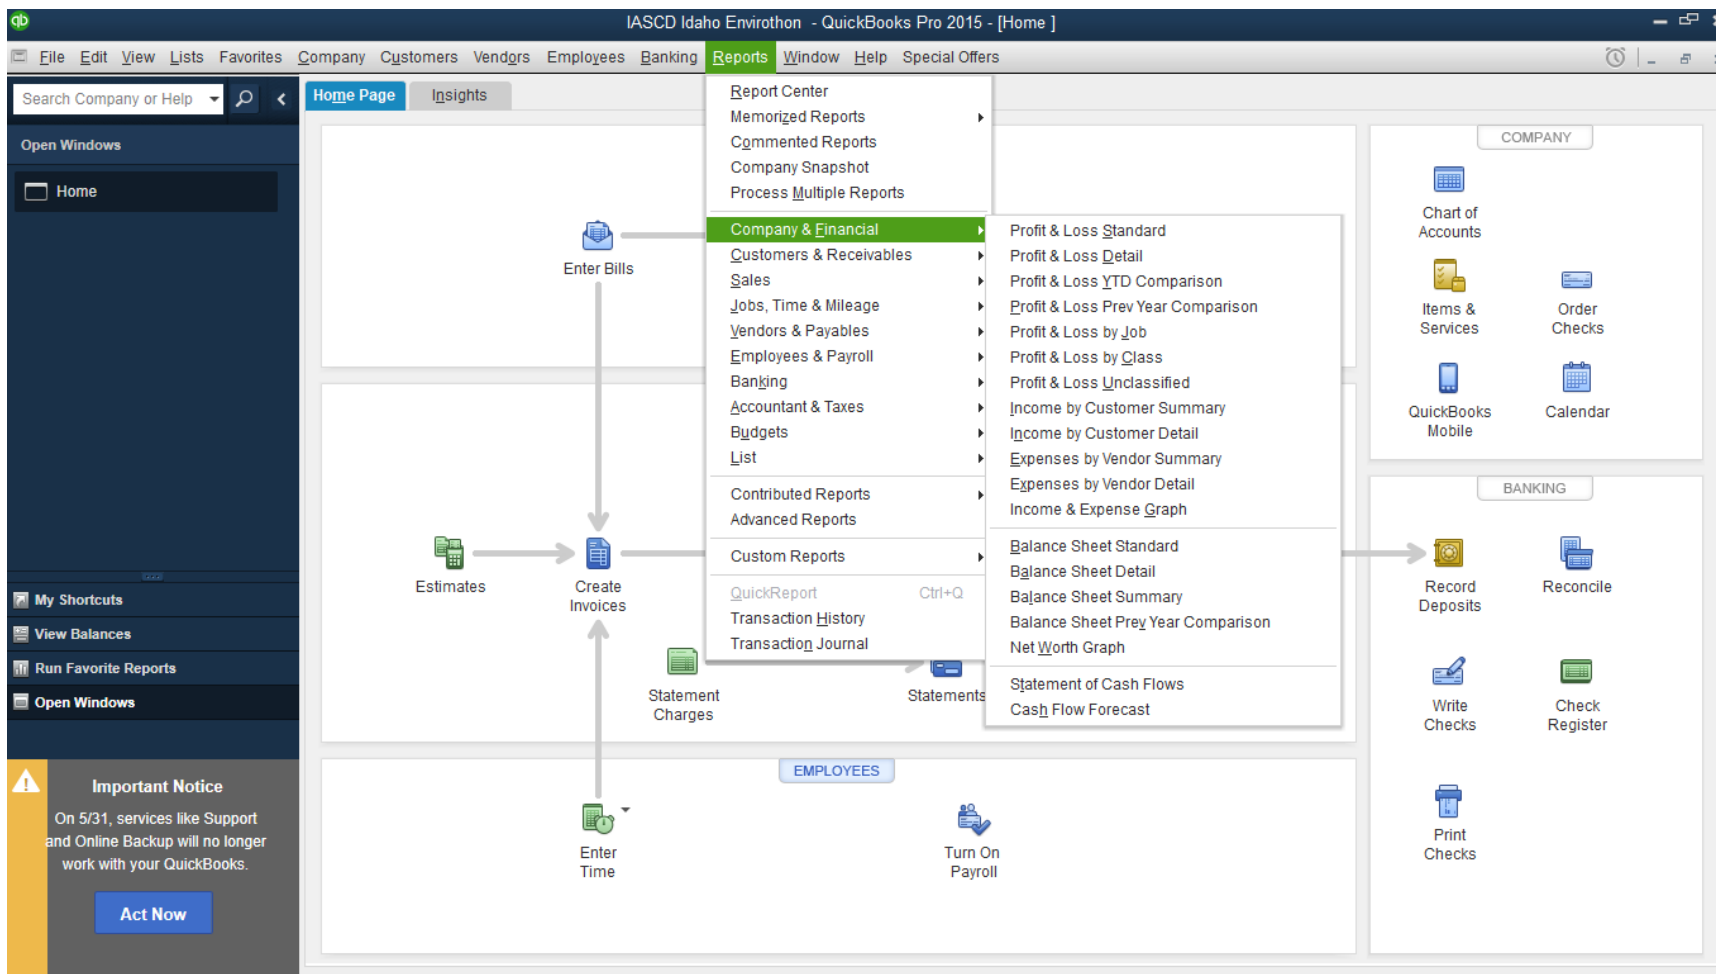 qb
IASCD Idaho Envirothon - QuickBooks Pro 2015 - [Home ]
File Edit View Lists Favorites Company Customers Vendors Employees Banking Reports Window Help Special Offers
Search Company or Help
Open Windows
Home
My Shortcuts
View Balances
Run Favorite Reports
Open Windows
Important Notice
On 5/31, services like Support
and Online Backup will no longer
work with your QuickBooks.
Act Now
Home Page
Insights
Enter Bills
Estimates
Create
Invoices
Statement
Charges
Statements
EMPLOYEES
Enter
Time
Turn On
Payroll
Report Center
Memorized Reports
Commented Reports
Company Snapshot
Process Multiple Reports
Company & Financial
Customers & Receivables
Sales
Jobs, Time & Mileage
Vendors & Payables
Employees & Payroll
Banking
Accountant & Taxes
Budgets
List
Contributed Reports
Advanced Reports
Custom Reports
QuickReport Ctrl+Q
Transaction History
Transaction Journal
Profit & Loss Standard
Profit & Loss Detail
Profit & Loss YTD Comparison
Profit & Loss Prev Year Comparison
Profit & Loss by Job
Profit & Loss by Class
Profit & Loss Unclassified
Income by Customer Summary
Income by Customer Detail
Expenses by Vendor Summary
Expenses by Vendor Detail
Income & Expense Graph
Balance Sheet Standard
Balance Sheet Detail
Balance Sheet Summary
Balance Sheet Prev Year Comparison
Net Worth Graph
Statement of Cash Flows
Cash Flow Forecast
COMPANY
Chart of
Accounts
Items &
Services
Order
Checks
QuickBooks
Mobile
Calendar
BANKING
Record
Deposits
Reconcile
Write
Checks
Check
Register
Print
Checks